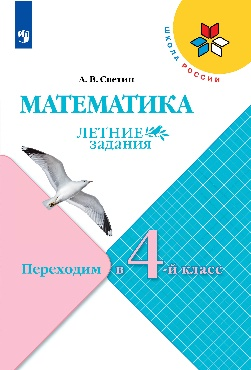 ШКОЛА РОССИИ
А. В. Светин
МАТЕМАТИКА
ЛЕТНИЕ
задания
Переходим в 4-й класс